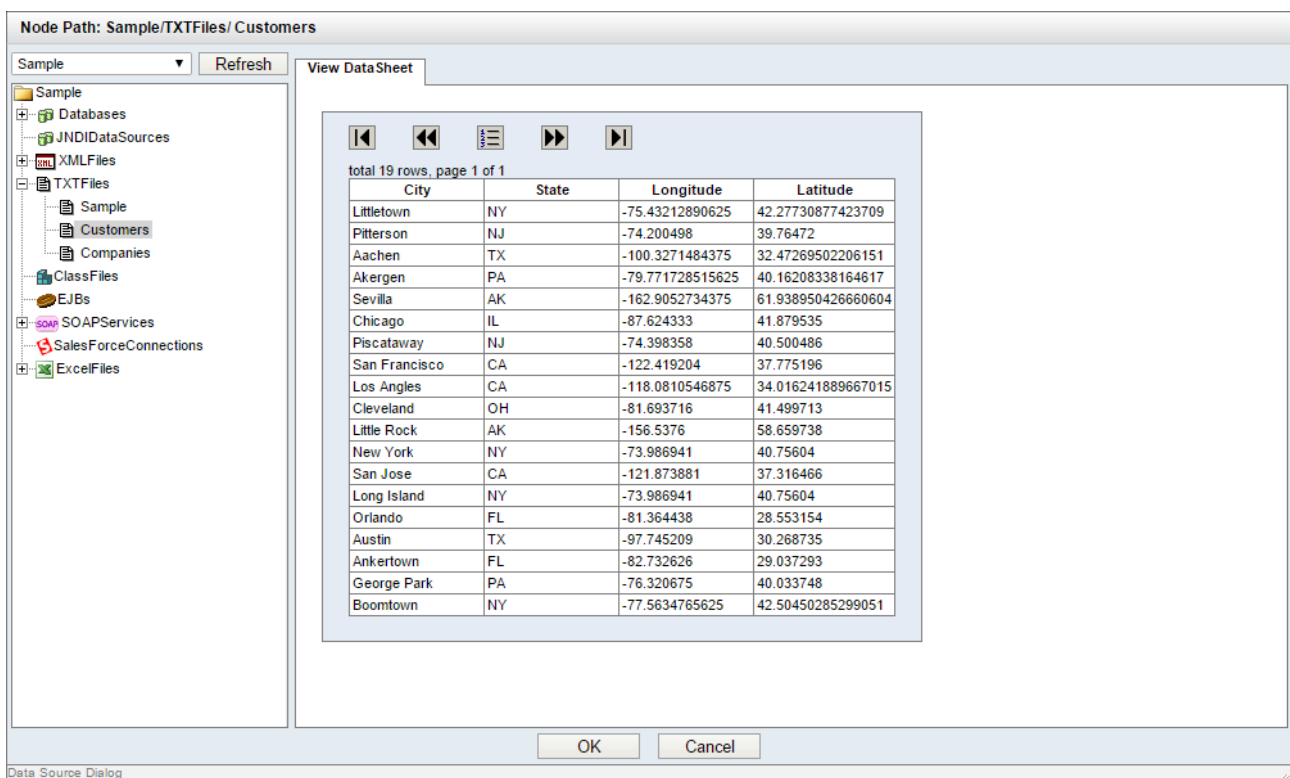 Node Path: Sample/TXTFiles/ Customers
Sample Refresh
View DataSheet
Sample
Databases
JNDIDataSources
XML XMLFiles
TXTFiles
Sample
Customers
Companies
ClassFiles
EJBs
SOAP SOAPServices
SalesForceConnections
ExcelFiles
total 19 rows, page 1 of 1
City State Longitude Latitude
Littletown NY -75.43212890625 42.27730877423709
Pitterson NJ -74.200498 39.76472
Aachen TX -100.3271484375 32.47269502206151
Akergen PA -79.771728515625 40.16208338164617
Sevilla AK -162.9052734375 61.938950426660604
Chicago IL -87.624333 41.879535
Piscataway NJ -74.398358 40.500486
San Francisco CA -122.419204 37.775196
Los Angles CA -118.0810546875 34.016241889667015
Cleveland OH -81.693716 41.499713
Little Rock AK -156.5376 58.659738
New York NY -73.986941 40.75604
San Jose CA -121.873881 37.316466
Long Island NY -73.986941 40.75604
Orlando FL -81.364438 28.553154
Austin TX -97.745209 30.268735
Ankertown FL -82.732626 29.037293
George Park PA -76.320675 40.033748
Boomtown NY -77.5634765625 42.50450285299051
OK Cancel
Data Source Dialog